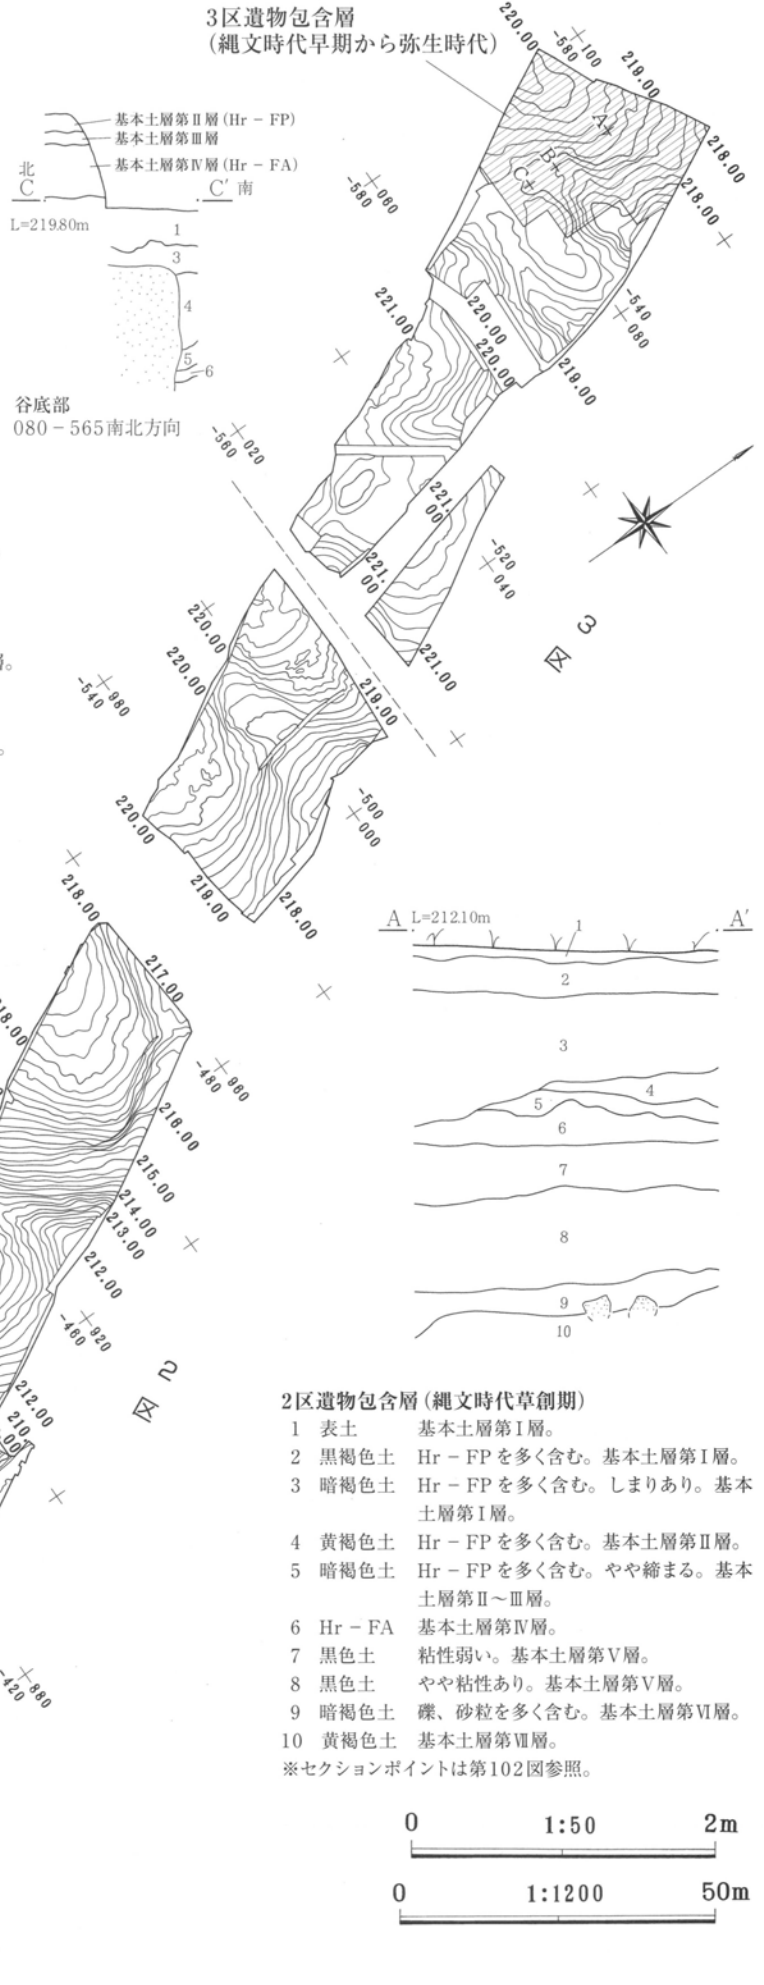 3区遺物包含層
(縄文時代早期から弥生時代)
基本土層第Ⅱ層(Hr－FP)
基本土層第Ⅲ層
基本土層第Ⅳ層(Hr－FA)
北
C
C′ 南
L=219.80m
1
3
4
5
6
谷底部
080－565南北方向
220.00
-580
100
219.00
A
B
C
218.00
218.00
-580
060
221.00
220.00
220.00
-540
080
219.00
-560
020
221.00
221.00
-520
040
3区
221.00
220.00
220.00
-540
980
219.00
220.00
-500
000
219.00
218.00
層。
。
218.00
217.00
218.00
-480
960
216.00
215.00
214.00
213.00
212.00
-460
920
2区
212.00
210.00
-420
880
A
L=212.10m
A′
1
2
3
4
5
6
7
8
9
10
2区遺物包含層(縄文時代草創期)
1 表土 基本土層第Ⅰ層。
2 黒褐色土 Hr－FPを多く含む。基本土層第Ⅰ層。
3 暗褐色土 Hr－FPを多く含む。しまりあり。基本
土層第Ⅰ層。
4 黄褐色土 Hr－FPを多く含む。基本土層第Ⅱ層。
5 暗褐色土 Hr－FPを多く含む。やや締まる。基本
土層第Ⅱ～Ⅲ層。
6 Hr－FA 基本土層第Ⅳ層。
7 黒色土 粘性弱い。基本土層第Ⅴ層。
8 黒色土 やや粘性あり。基本土層第Ⅴ層。
9 暗褐色土 礫、砂粒を多く含む。基本土層第Ⅵ層。
10 黄褐色土 基本土層第Ⅶ層。
※セクションポイントは第102図参照。
0 1:50 2m
0 1:1200 50m